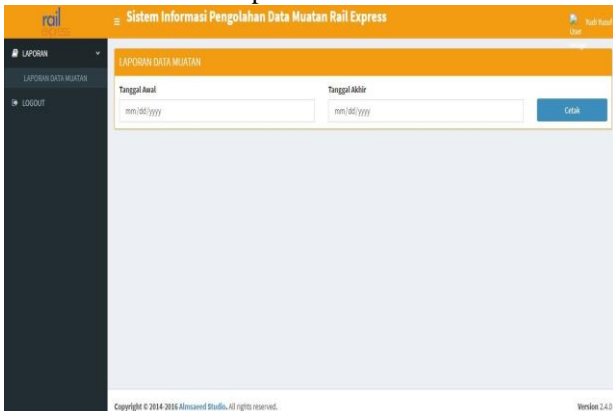 rail
express
Sistem Informasi Pengolahan Data Muatan Rail Express
User
Yudi Yusuf
LAPORAN
LAPORAN DATA MUATAN
LOGOUT
LAPORAN DATA MUATAN
Tanggal Awal
Tanggal Akhir
mm/dd/yyyy
mm/dd/yyyy
Cetak
Copyright © 2014-2016 Almsaeed Studio. All rights reserved.
Version 2.4.0